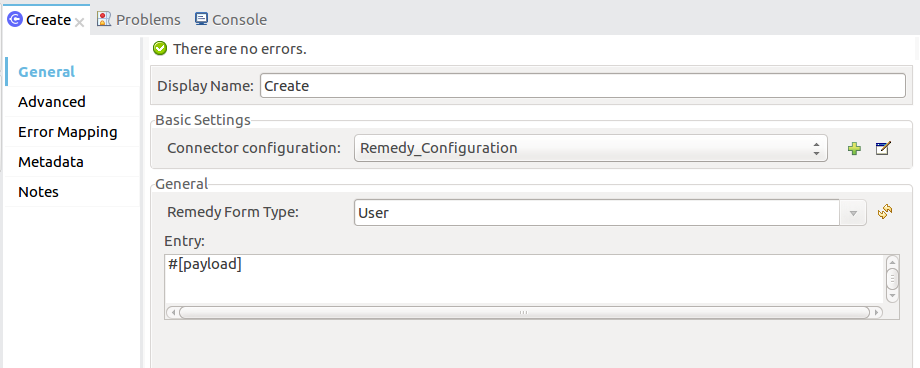 Create Problems Console
There are no errors.
General
Display Name: Create
Advanced
Basic Settings
Error Mapping
Connector configuration: Remedy_Configuration
Metadata
General
Notes
Remedy Form Type: User
Entry:
#[payload]